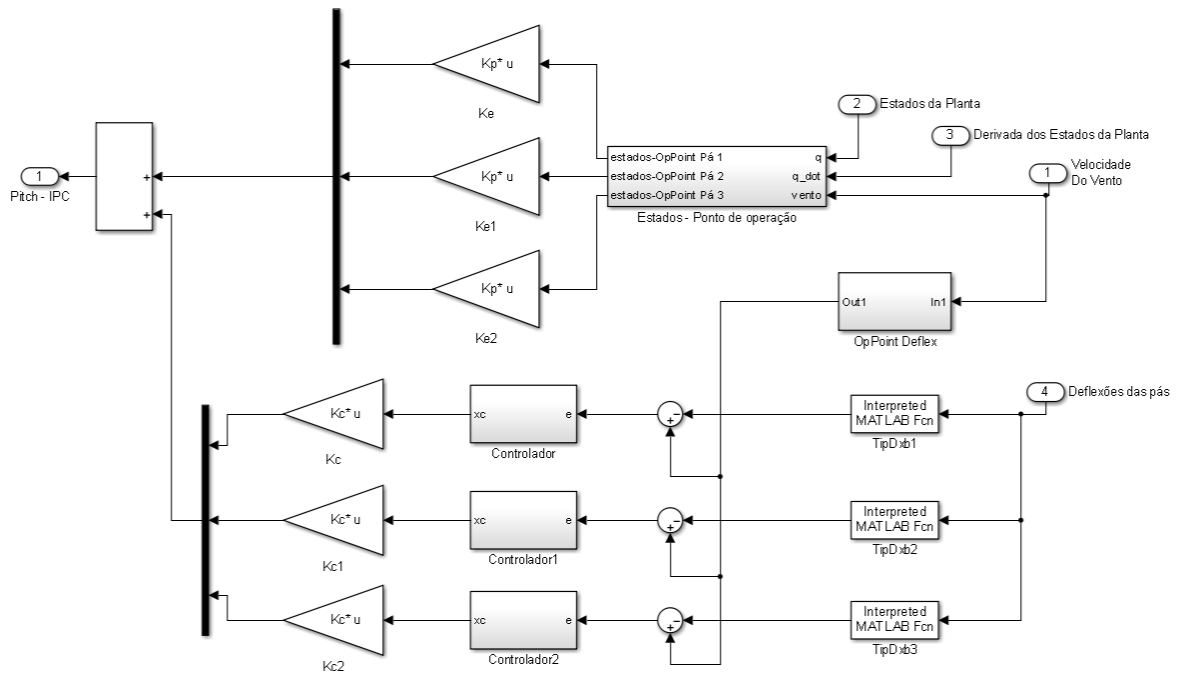 Kp* u
Ke
2
Estados da Planta
3
Derivada dos Estados da Planta
1
Velocidade
Do Vento
1
Pitch - IPC
+
+
Kp* u
Ke1
estados-OpPoint Pá 1
q
estados-OpPoint Pá 2
q_dot
estados-OpPoint Pá 3
vento
Estados - Ponto de operação
Kp* u
Ke2
Out1
In1
OpPoint Deflex
4
Deflexões das pás
Kc* u
Kc
xc
e
Controlador
+
−
Interpreted
MATLAB Fcn
TipDxb1
Kc* u
Kc1
xc
e
Controlador1
+
−
Interpreted
MATLAB Fcn
TipDxb2
Kc* u
Kc2
xc
e
Controlador2
+
−
Interpreted
MATLAB Fcn
TipDxb3